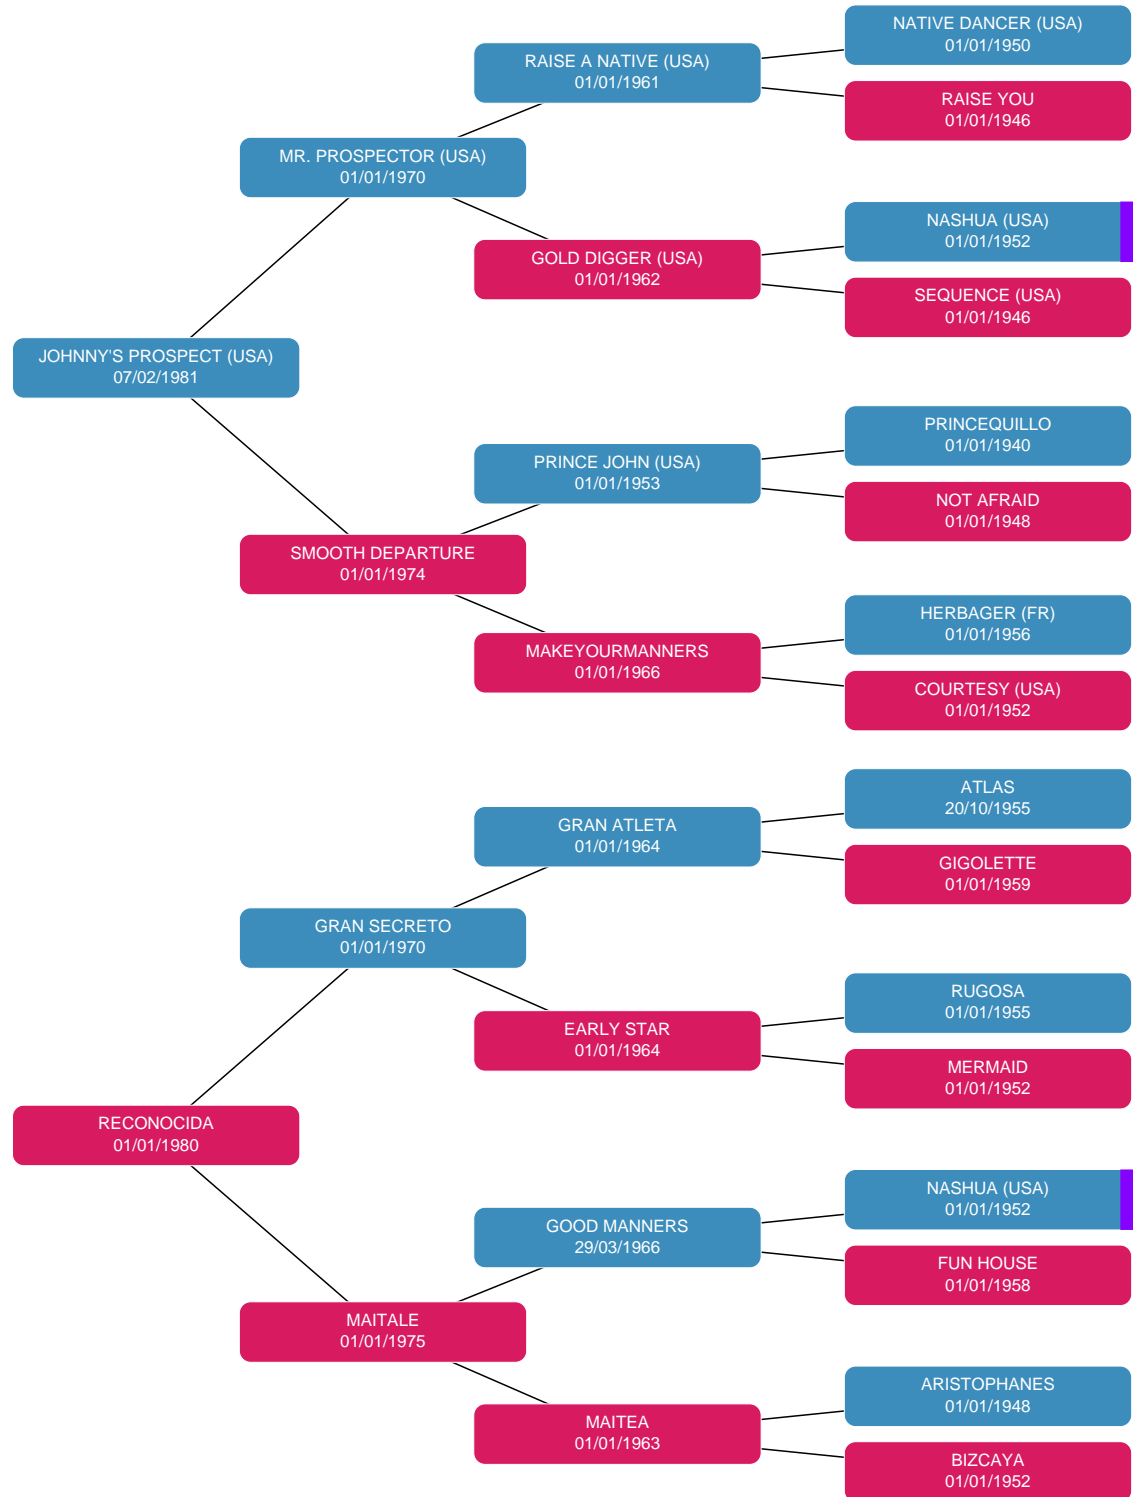 NATIVE DANCER (USA)
01/01/1950
RAISE A NATIVE (USA)
01/01/1961
RAISE YOU
01/01/1946
MR. PROSPECTOR (USA)
01/01/1970
NASHUA (USA)
01/01/1952
GOLD DIGGER (USA)
01/01/1962
SEQUENCE (USA)
01/01/1946
JOHNNY'S PROSPECT (USA)
07/02/1981
PRINCEQUILLO
01/01/1940
PRINCE JOHN (USA)
01/01/1953
NOT AFRAID
01/01/1948
SMOOTH DEPARTURE
01/01/1974
HERBAGER (FR)
01/01/1956
MAKEYOURMANNERS
01/01/1966
COURTESY (USA)
01/01/1952
ATLAS
20/10/1955
GRAN ATLETA
01/01/1964
GIGOLETTE
01/01/1959
GRAN SECRETO
01/01/1970
RUGOSA
01/01/1955
EARLY STAR
01/01/1964
MERMAID
01/01/1952
RECONOCIDA
01/01/1980
NASHUA (USA)
01/01/1952
GOOD MANNERS
29/03/1966
FUN HOUSE
01/01/1958
MAITALE
01/01/1975
ARISTOPHANES
01/01/1948
MAITEA
01/01/1963
BIZCAYA
01/01/1952